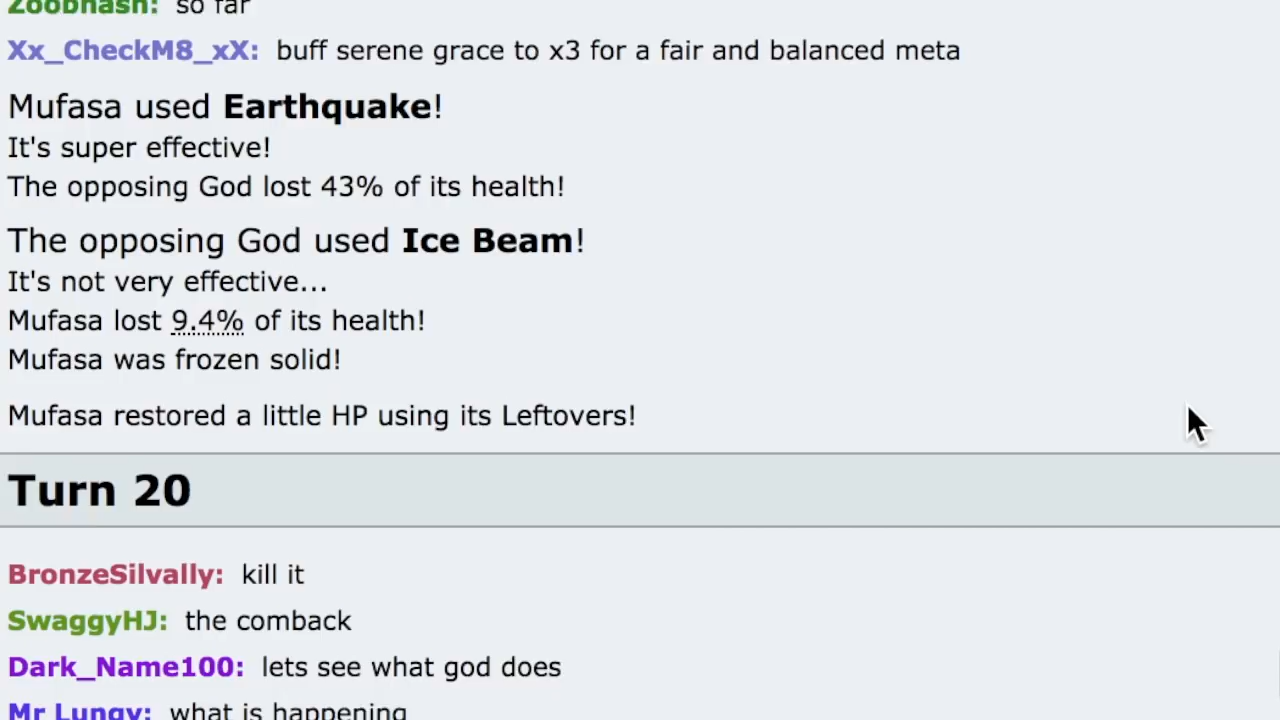 Zoobhash: so far
Xx_CheckM8_xX: buff serene grace to x3 for a fair and balanced meta
Mufasa used Earthquake!
It's super effective!
The opposing God lost 43% of its health!
The opposing God used Ice Beam!
It's not very effective...
Mufasa lost 9.4% of its health!
Mufasa was frozen solid!
Mufasa restored a little HP using its Leftovers!
Turn 20
BronzeSilvally: kill it
SwaggyHJ: the comback
Dark_Name100: lets see what god does
Mr Lungy: what is happening